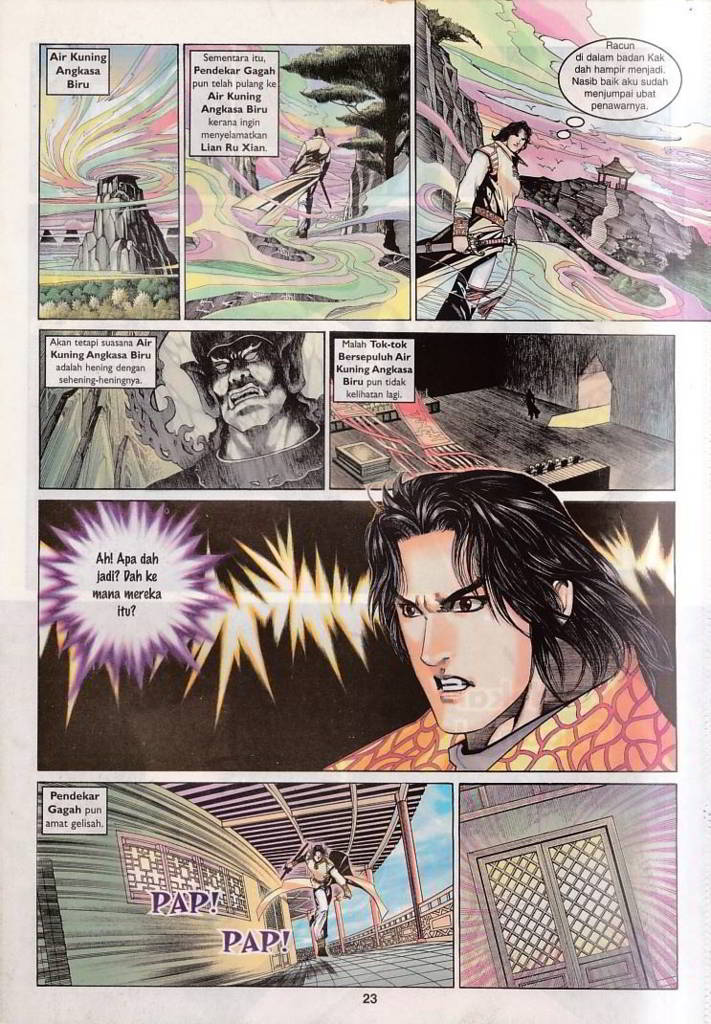 Air Kuning
Angkasa
Biru
Sementara itu,
Pendekar Gagah
pun telah pulang ke
Air Kuning
Angkasa Biru
kerana ingin
menyelamatkan
Lian Ru Xian.
Racun
di dalam badan Kak
dah hampir menjadi.
Nasib baik aku sudah
menjumpai ubat
penawarnya.
Akan tetapi suasana Air
Kuning Angkasa Biru
adalah hening dengan
sehening-heningnya.
Malah Tok-tok
Bersepuluh Air
Kuning Angkasa
Biru pun tidak
kelihatan lagi.
Ah! Apa dah
jadi? Dah ke
mana mereka
itu?
Pendekar
Gagah pun
amat gelisah.
PAP!
PAP!
23